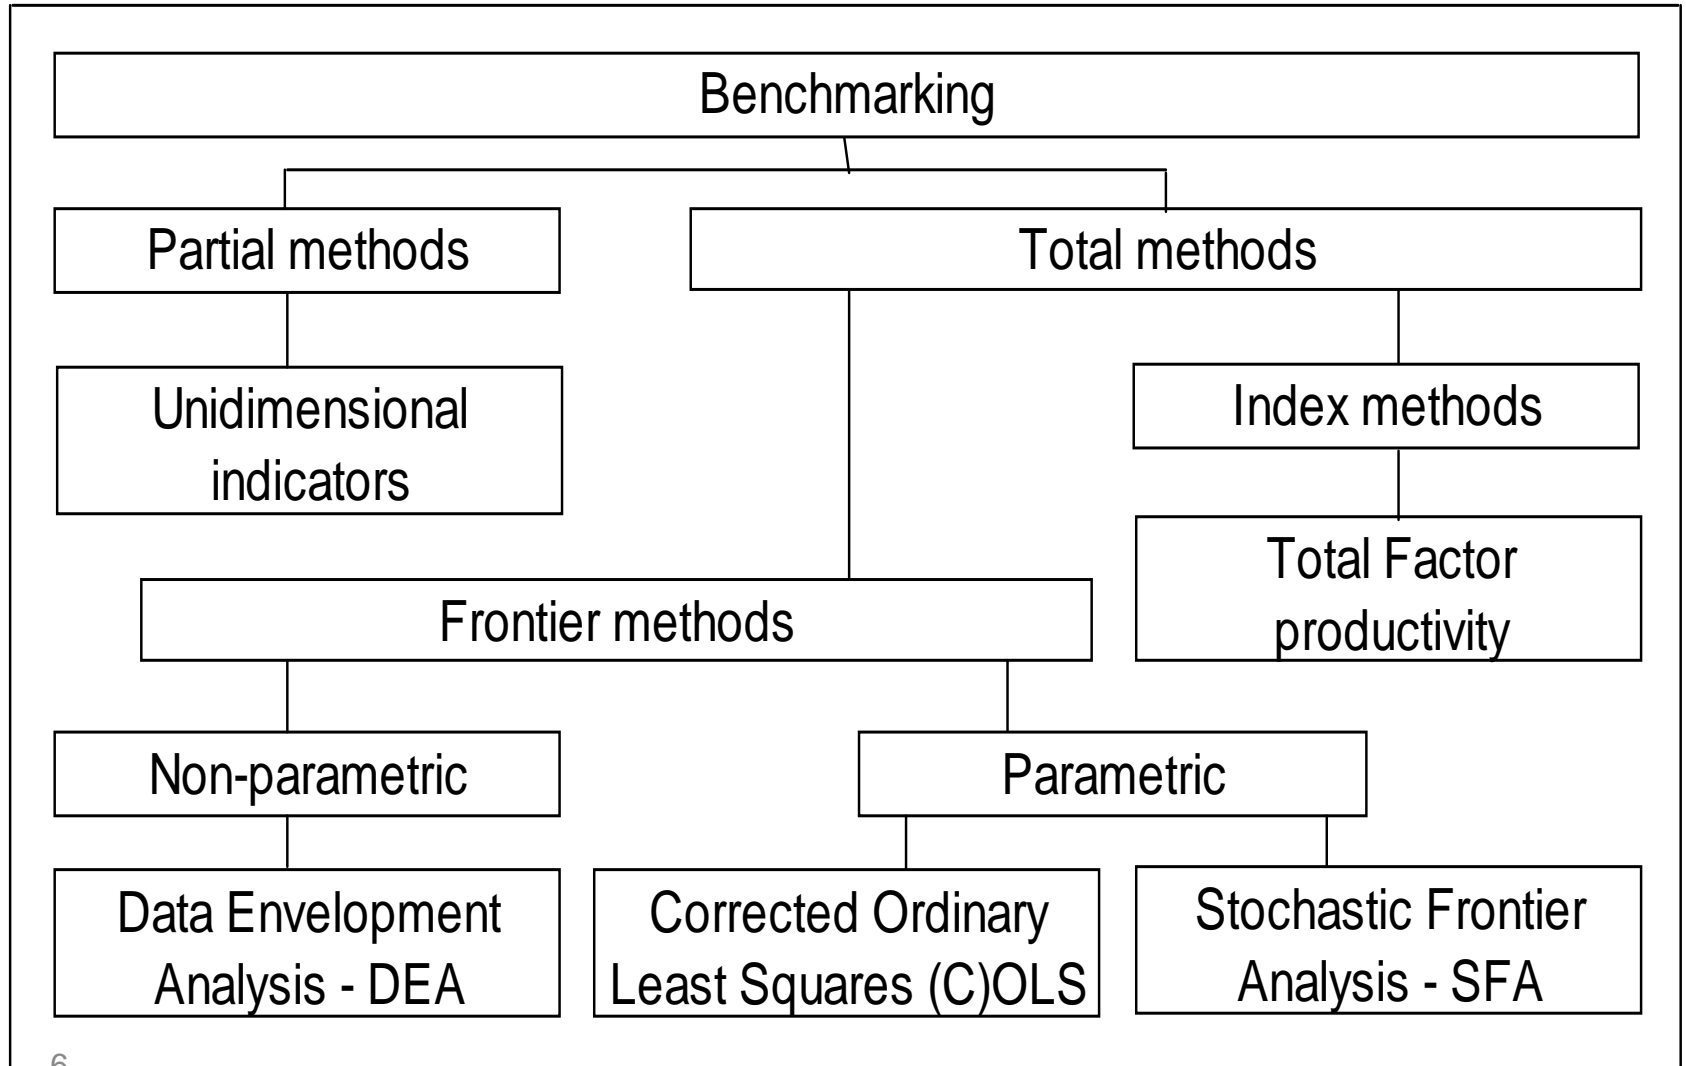 Benchmarking
Partial methods
Total methods
Unidimensional
indicators
Index methods
Total Factor
productivity
Frontier methods
Non-parametric
Parametric
Data Envelopment
Analysis - DEA
Corrected Ordinary
Least Squares (C)OLS
Stochastic Frontier
Analysis - SFA
6